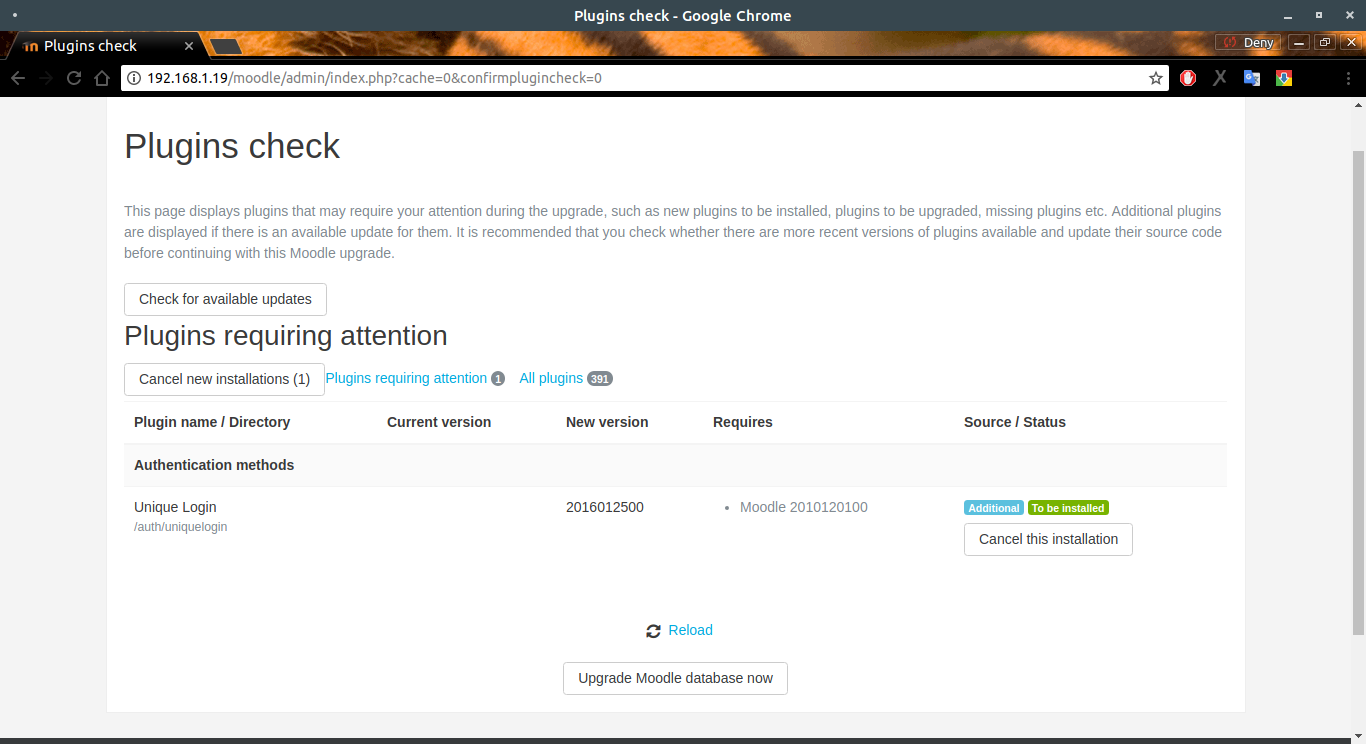 Plugins check - Google Chrome
Plugins check
Deny
192.168.1.19/moodle/admin/index.php?cache=0&confirmplugincheck=0
Plugins check
This page displays plugins that may require your attention during the upgrade, such as new plugins to be installed, plugins to be upgraded, missing plugins etc. Additional plugins
are displayed if there is an available update for them. It is recommended that you check whether there are more recent versions of plugins available and update their source code
before continuing with this Moodle upgrade.
Check for available updates
Plugins requiring attention
Cancel new installations (1) Plugins requiring attention 1 All plugins 391
Plugin name / Directory Current version New version Requires Source / Status
Authentication methods
Unique Login 2016012500 • Moodle 2010120100 Additional To be installed
/auth/uniquelogin
Cancel this installation
Reload
Upgrade Moodle database now